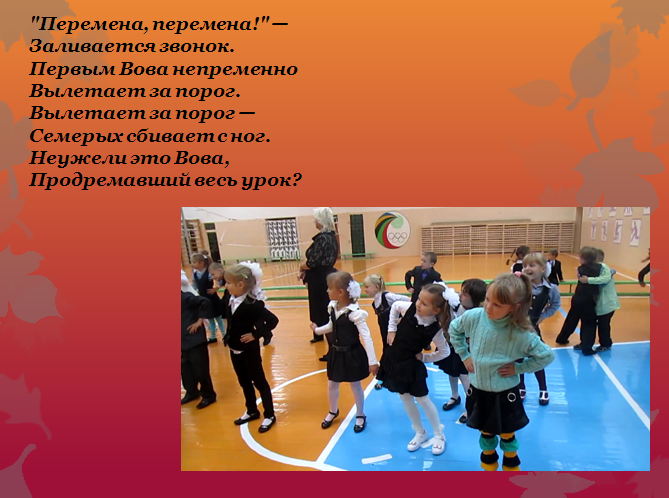 "Перемена, перемена!" —
Заливается звонок.
Первым Вова непременно
Вылетает за порог.
Вылетает за порог —
Семерых сбивает с ног.
Неужели это Вова,
Продремавший весь урок?